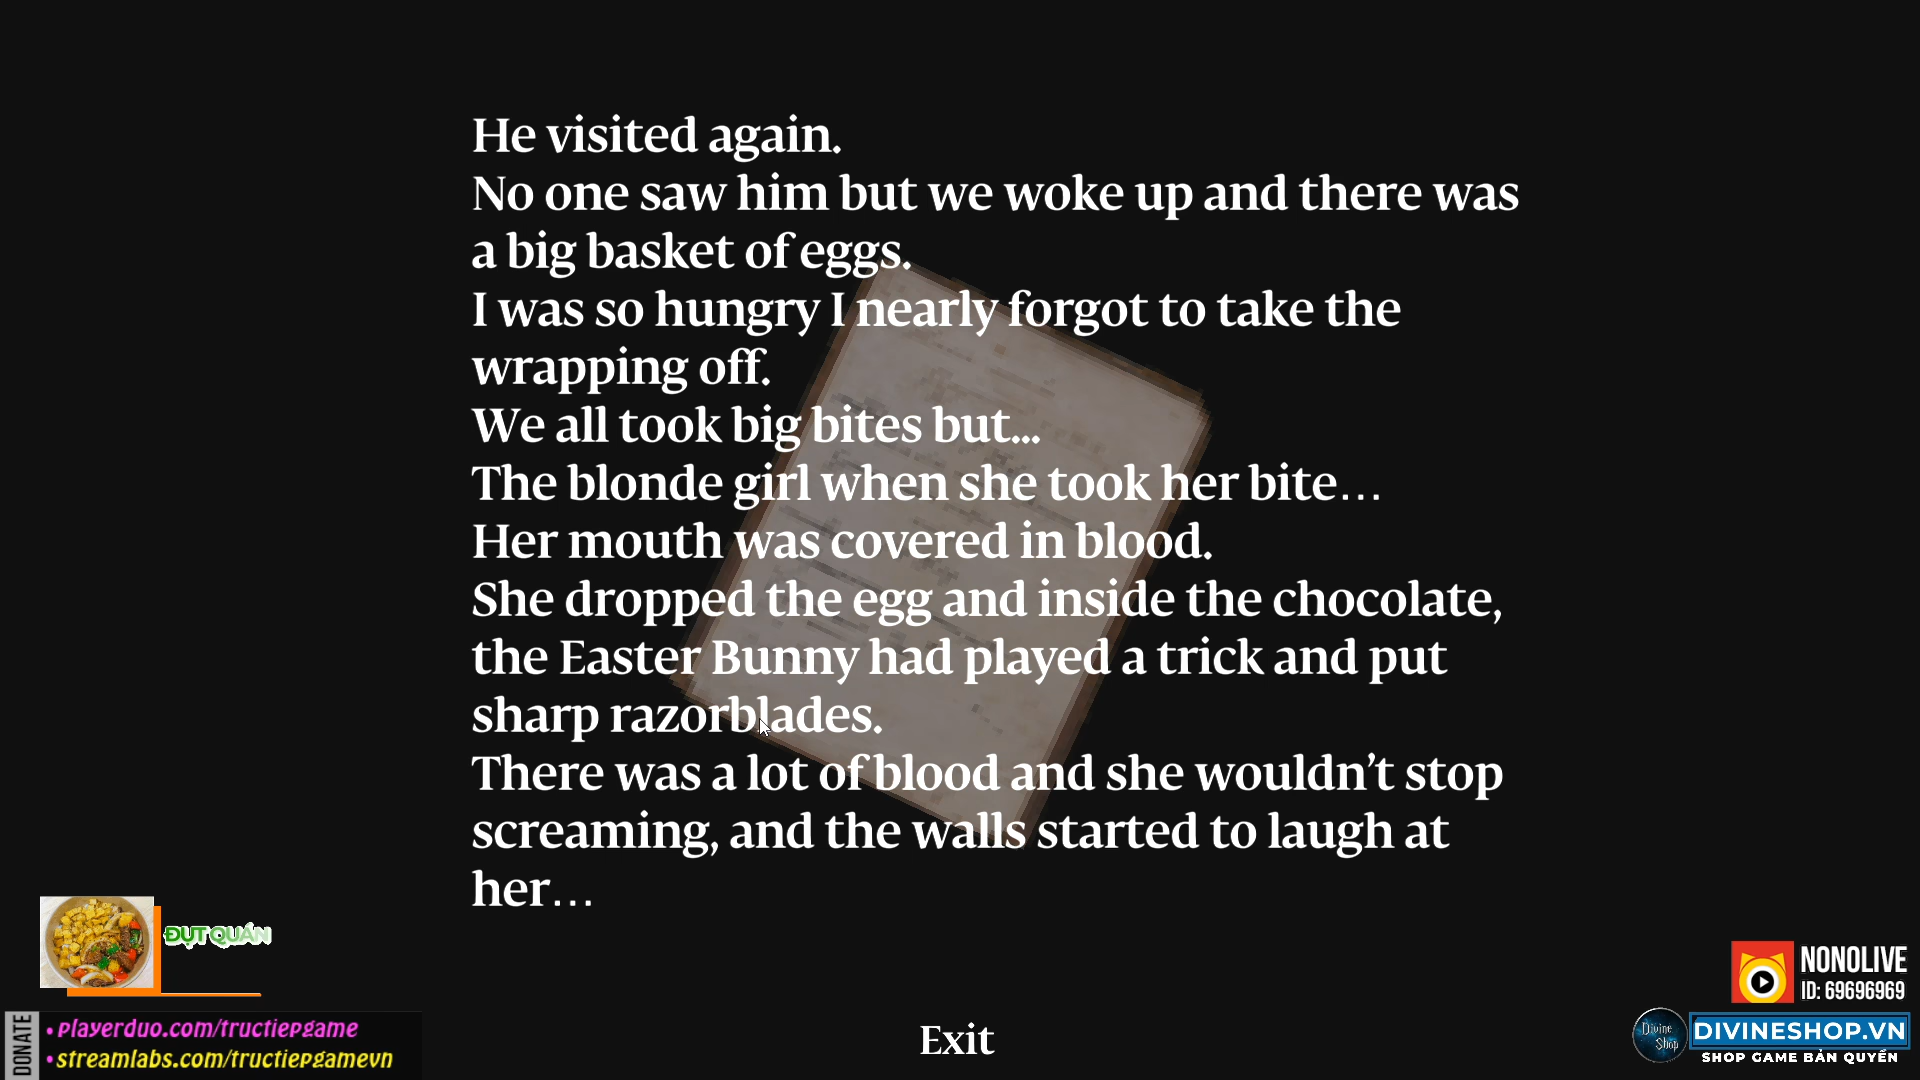 He visited again.
No one saw him but we woke up and there was
a big basket of eggs.
I was so hungry I nearly forgot to take the
wrapping off.
We all took big bites but...
The blonde girl when she took her bite…
Her mouth was covered in blood.
She dropped the egg and inside the chocolate,
the Easter Bunny had played a trick and put
sharp razorblades.
There was a lot of blood and she wouldn’t stop
screaming, and the walls started to laugh at
her…
ĐỤT QUÁN
DONATE
• playerduo.com/tructiepgame
• streamlabs.com/tructiepgamevn
Exit
NONOLIVE
ID: 69696969
Divine
Shop
DIVINESHOP.VN
SHOP GAME BẢN QUYỀN